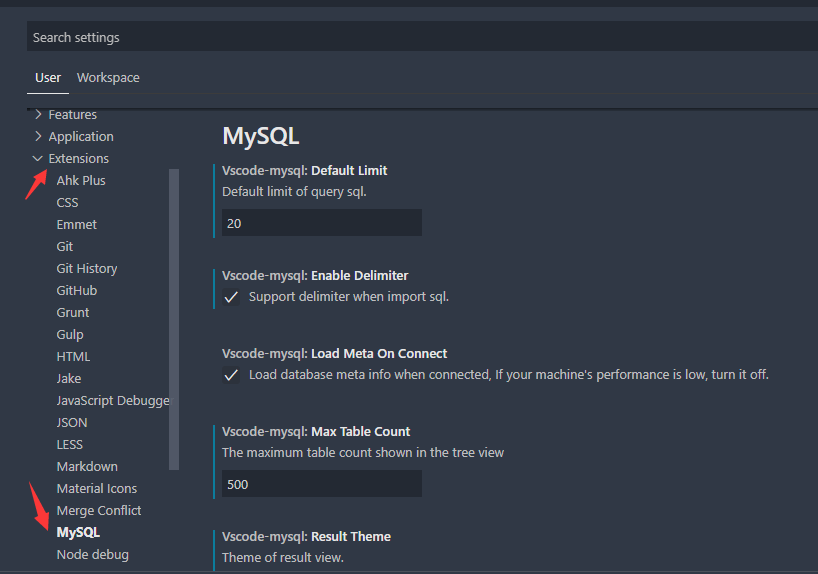 Search settings
User Workspace
Features
Application
Extensions
Ahk Plus
CSS
Emmet
Git
Git History
GitHub
Grunt
Gulp
HTML
Jake
JavaScript Debugge
JSON
LESS
Markdown
Material Icons
Merge Conflict
MySQL
Node debug
MySQL
Vscode-mysql: Default Limit
Default limit of query sql.
20
Vscode-mysql: Enable Delimiter
Support delimiter when import sql.
Vscode-mysql: Load Meta On Connect
Load database meta info when connected, If your machine's performance is low, turn it off.
Vscode-mysql: Max Table Count
The maximum table count shown in the tree view
500
Vscode-mysql: Result Theme
Theme of result view.